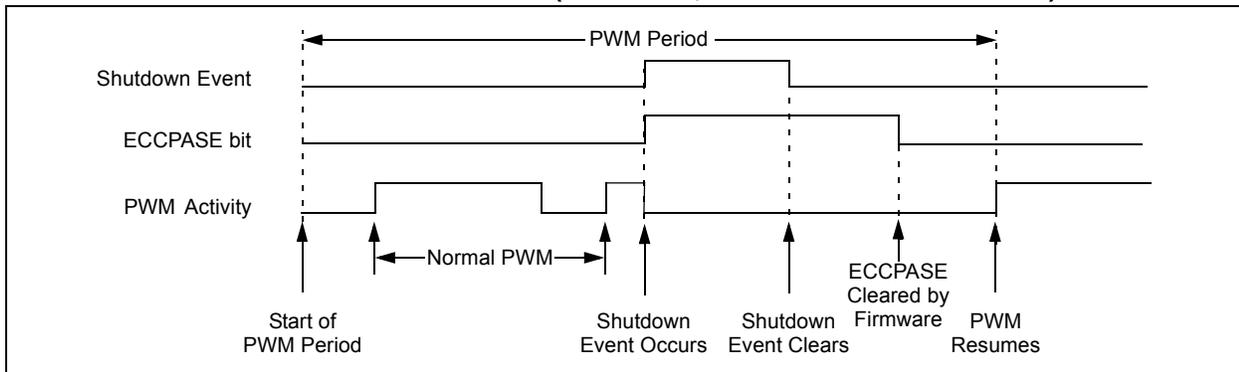 PWM Period
Shutdown Event
ECCPASE bit
PWM Activity
Normal PWM
Start of
PWM Period
Shutdown
Event Occurs
Shutdown
Event Clears
ECCPASE
Cleared by
Firmware
PWM
Resumes